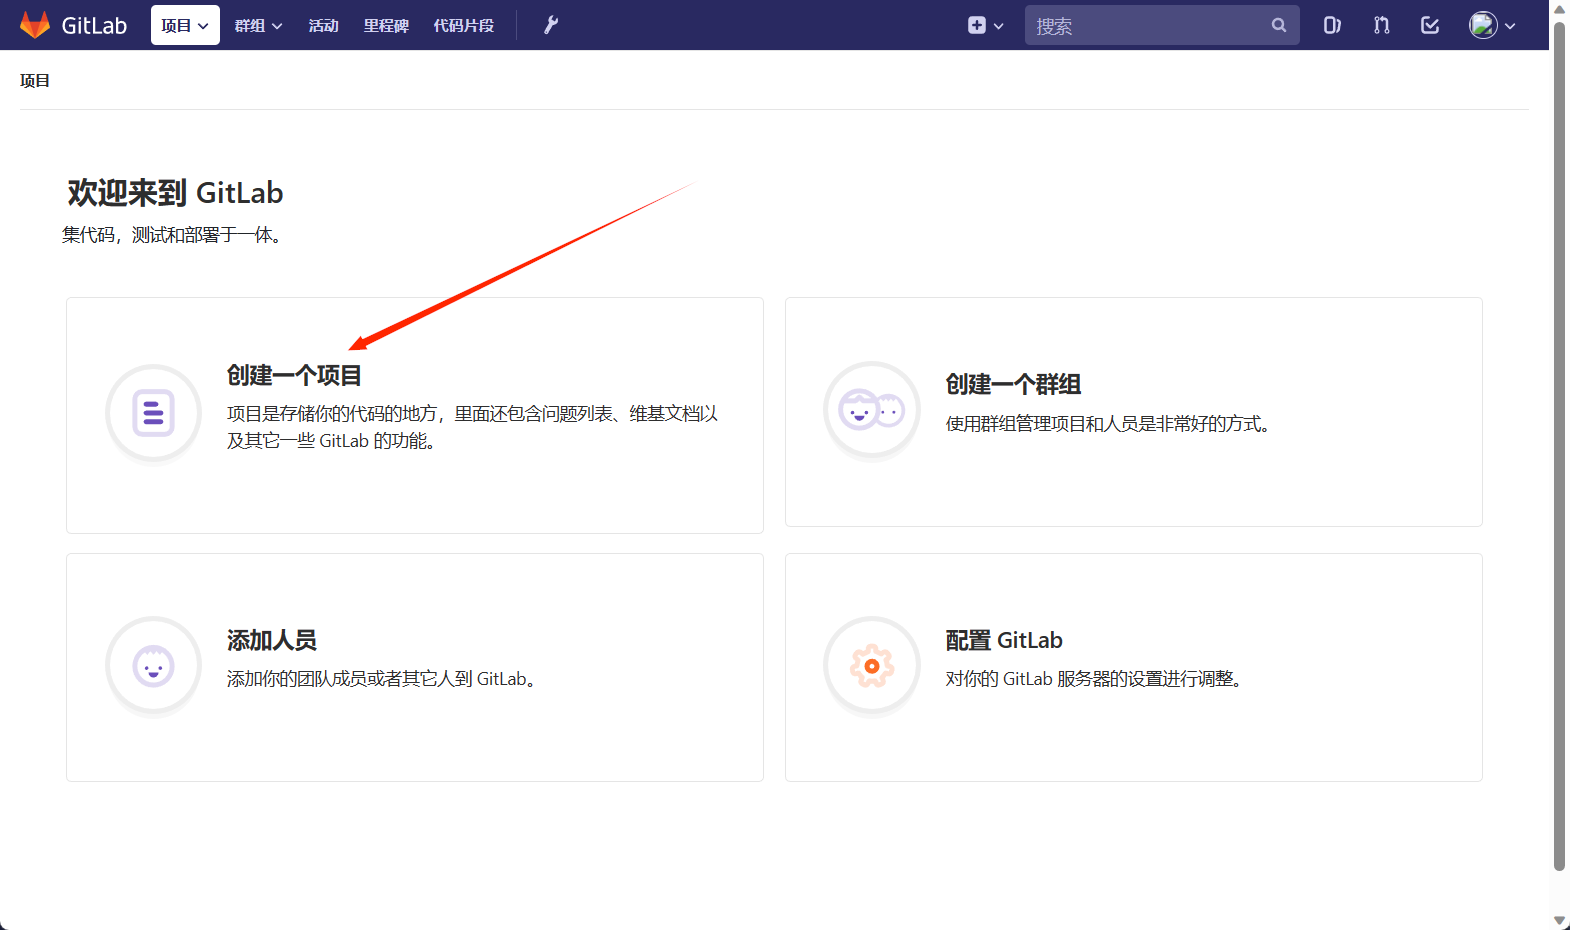 GitLab 项目 群组 活动 里程碑 代码片段 搜索
项目
欢迎来到 GitLab
集代码，测试和部署于一体。
创建一个项目
项目是存储你的代码的地方，里面还包含问题列表、维基文档以
及其它一些 GitLab 的功能。
创建一个群组
使用群组管理项目和人员是非常好的方式。
添加人员
添加你的团队成员或者其它人到 GitLab。
配置 GitLab
对你的 GitLab 服务器的设置进行调整。